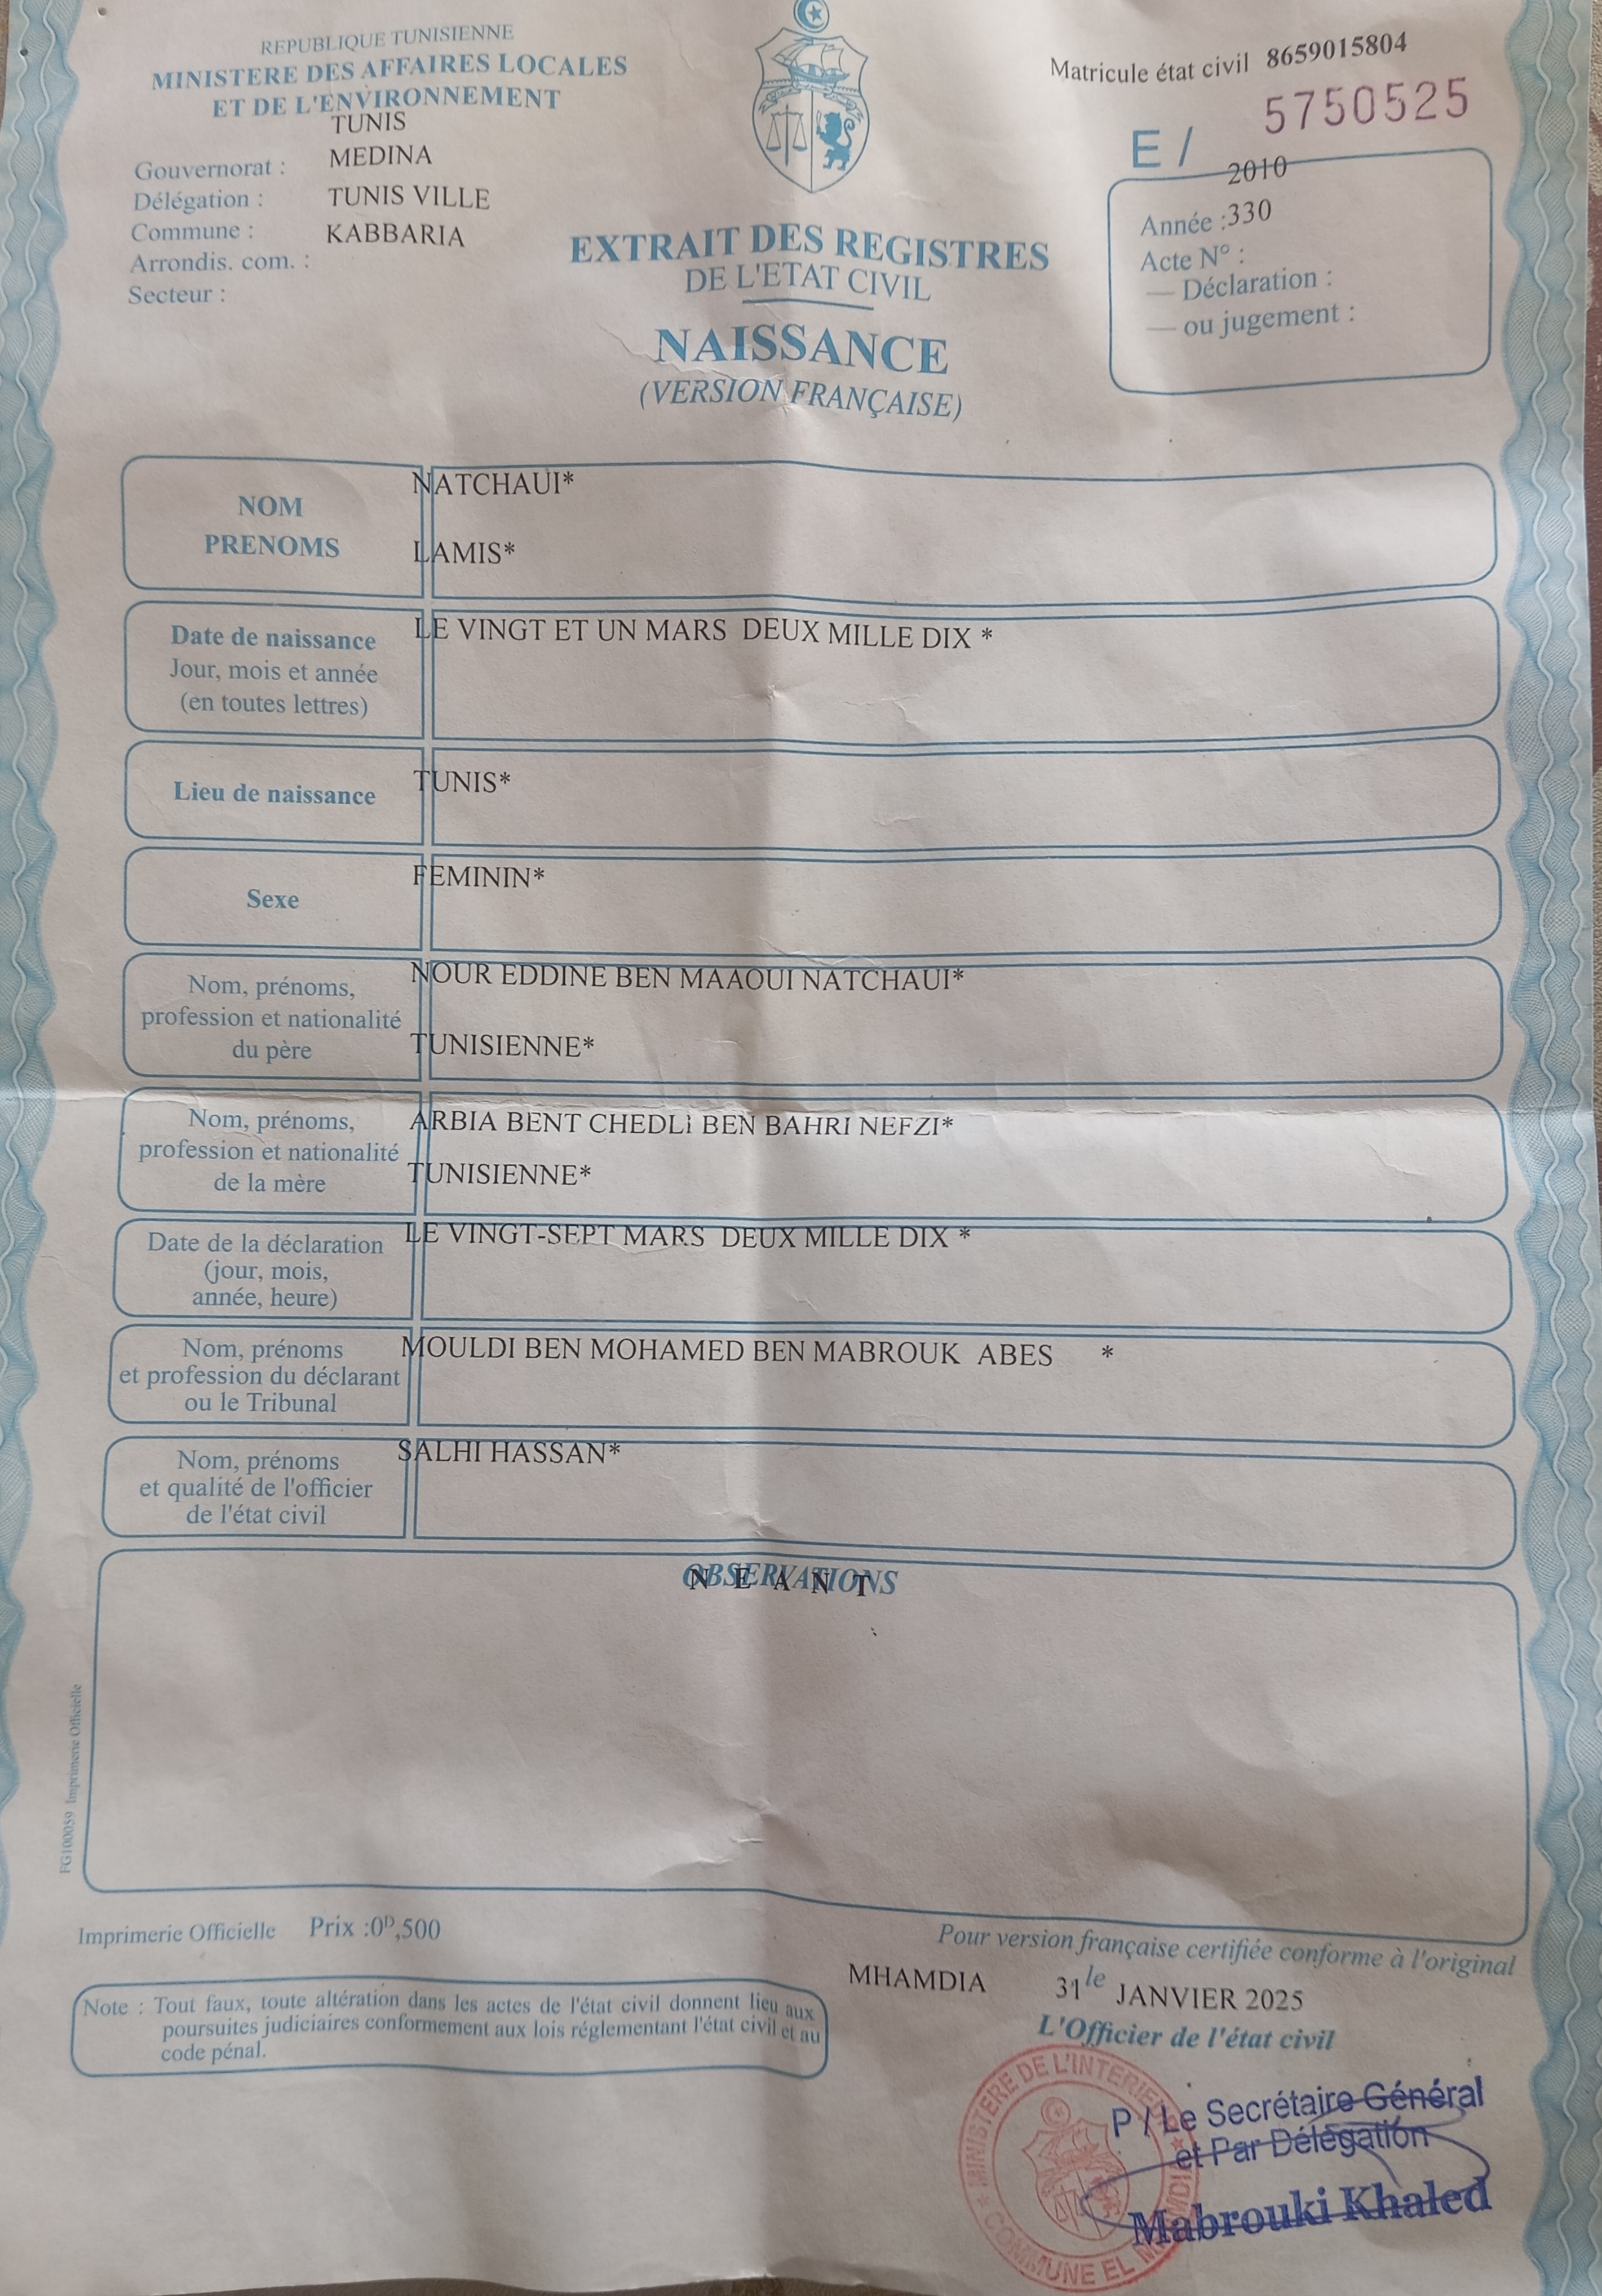 REPUBLIQUE TUNISIENNE
MINISTERE DES AFFAIRES LOCALES
ET DE L'ENVIRONNEMENT
TUNIS
Gouvernorat : MEDINA
Délégation : TUNIS VILLE
Commune : KABBARIA
Arrondis. com. :
Secteur :
Matricule état civil 8659015804
5750525
E /
2010
Année : 330
Acte N° :
— Déclaration :
— ou jugement :
EXTRAIT DES REGISTRES
DE L'ETAT CIVIL
NAISSANCE
(VERSION FRANÇAISE)
NOM
PRENOMS
NATCHAUI*
LAMIS*
Date de naissance
Jour, mois et année
(en toutes lettres)
LE VINGT ET UN MARS DEUX MILLE DIX *
Lieu de naissance
TUNIS*
Sexe
FEMININ*
Nom, prénoms,
profession et nationalité
du père
NOUR EDDINE BEN MAAOUI NATCHAUI*
TUNISIENNE*
Nom, prénoms,
profession et nationalité
de la mère
ARBIA BENT CHEDLI BEN BAHRI NEFZI*
TUNISIENNE*
Date de la déclaration
(jour, mois,
année, heure)
LE VINGT-SEPT MARS DEUX MILLE DIX *
Nom, prénoms
et profession du déclarant
ou le Tribunal
MOULDI BEN MOHAMED BEN MABROUK ABES *
Nom, prénoms
et qualité de l'officier
de l'état civil
SALHI HASSAN*
OBSERVATIONS
N E A N T
FG100059 Imprimerie Officielle
Imprimerie Officielle Prix :0D,500
Note : Tout faux, toute altération dans les actes de l'état civil donnent lieu aux
poursuites judiciaires conformement aux lois réglementant l'état civil et au
code pénal.
Pour version française certifiée conforme à l'original
MHAMDIA 31 le JANVIER 2025
L'Officier de l'état civil
MINISTERE DE L'INTERIEUR
COMMUNE EL
P / Le Secrétaire Général
et Par Délégation
Mabrouki Khaled